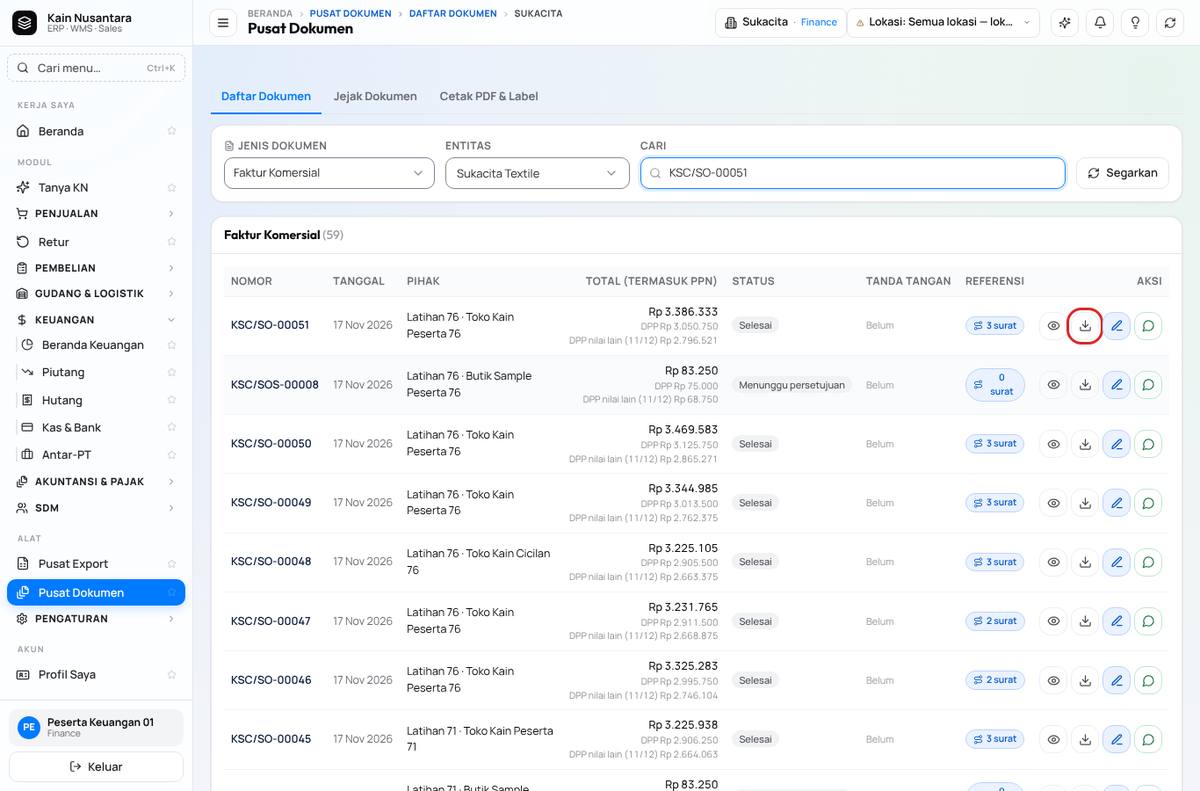 Kain Nusantara
ERP · WMS · Sales
Cari menu... Ctrl+K
KERJA SAYA
Beranda
MODUL
Tanya KN
PENJUALAN
Retur
PEMBELIAN
GUDANG & LOGISTIK
KEUANGAN
Beranda Keuangan
Piutang
Hutang
Kas & Bank
Antar-PT
AKUNTANSI & PAJAK
SDM
ALAT
Pusat Export
Pusat Dokumen
PENGATURAN
AKUN
Profil Saya
PE
Peserta Keuangan 01
Finance
Keluar
BERANDA › PUSAT DOKUMEN › DAFTAR DOKUMEN › SUKACITA
Pusat Dokumen
Sukacita · Finance
Lokasi: Semua lokasi — lok...
Daftar Dokumen Jejak Dokumen Cetak PDF & Label
JENIS DOKUMEN ENTITAS CARI
Faktur Komersial Sukacita Textile KSC/SO-00051 Segarkan
Faktur Komersial (59)
NOMOR TANGGAL PIHAK TOTAL (TERMASUK PPN) STATUS TANDA TANGAN REFERENSI AKSI
KSC/SO-00051 17 Nov 2026 Latihan 76 · Toko Kain Peserta 76 Rp 3.386.333 Selesai Belum 3 surat
DPP Rp 3.050.750
DPP nilai lain (11/12) Rp 2.796.521
KSC/SOS-00008 17 Nov 2026 Latihan 76 · Butik Sample Peserta 76 Rp 83.250 Menunggu persetujuan Belum 0 surat
DPP Rp 75.000
DPP nilai lain (11/12) Rp 68.750
KSC/SO-00050 17 Nov 2026 Latihan 76 · Toko Kain Peserta 76 Rp 3.469.583 Selesai Belum 3 surat
DPP Rp 3.125.750
DPP nilai lain (11/12) Rp 2.865.271
KSC/SO-00049 17 Nov 2026 Latihan 76 · Toko Kain Peserta 76 Rp 3.344.985 Selesai Belum 3 surat
DPP Rp 3.013.500
DPP nilai lain (11/12) Rp 2.762.375
KSC/SO-00048 17 Nov 2026 Latihan 76 · Toko Kain Cicilan 76 Rp 3.225.105 Selesai Belum 3 surat
DPP Rp 2.905.500
DPP nilai lain (11/12) Rp 2.663.375
KSC/SO-00047 17 Nov 2026 Latihan 76 · Toko Kain Peserta 76 Rp 3.231.765 Selesai Belum 2 surat
DPP Rp 2.911.500
DPP nilai lain (11/12) Rp 2.668.875
KSC/SO-00046 17 Nov 2026 Latihan 76 · Toko Kain Peserta 76 Rp 3.325.283 Selesai Belum 2 surat
DPP Rp 2.995.750
DPP nilai lain (11/12) Rp 2.746.104
KSC/SO-00045 17 Nov 2026 Latihan 71 · Toko Kain Peserta 71 Rp 3.225.938 Selesai Belum 3 surat
DPP Rp 2.906.250
DPP nilai lain (11/12) Rp 2.664.063
Latihan 71 · Butik Sample Rp 83.250